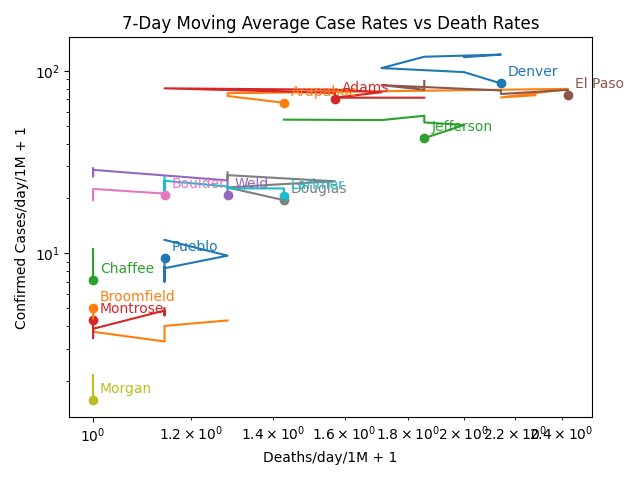 7-Day Moving Average Case Rates vs Death Rates
Confirmed Cases/day/1M + 1
10²
10¹
Denver
El Paso
Adams
Arapahoe
Jefferson
Boulder
Weld
Larimer
Douglas
Pueblo
Chaffee
Broomfield
Montrose
Morgan
10⁰
1.2 × 10⁰
1.4 × 10⁰
1.6 × 10⁰
1.8 × 10⁰
2 × 10⁰
2.2 × 10⁰
2.4 × 10⁰
Deaths/day/1M + 1